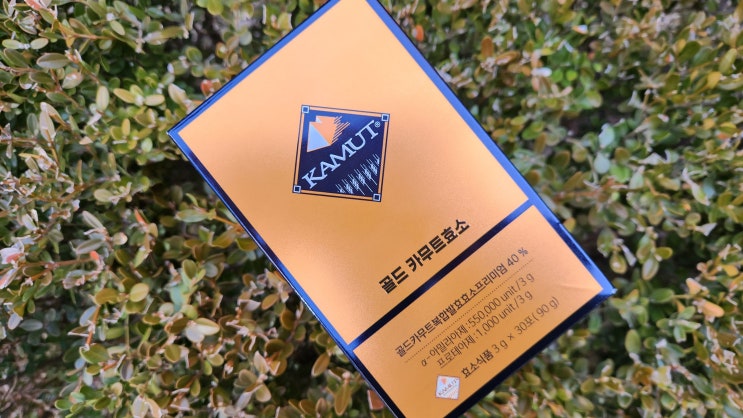 KAMUT®
골드 카무트효소
골드카무트복합발효효소프리미엄 40 %
α-아밀라아제 : 550,000 unit/3 g
프로테아제 : 1,000 unit/3 g
효소식품 3 g × 30포( 90 g)
KAMUT